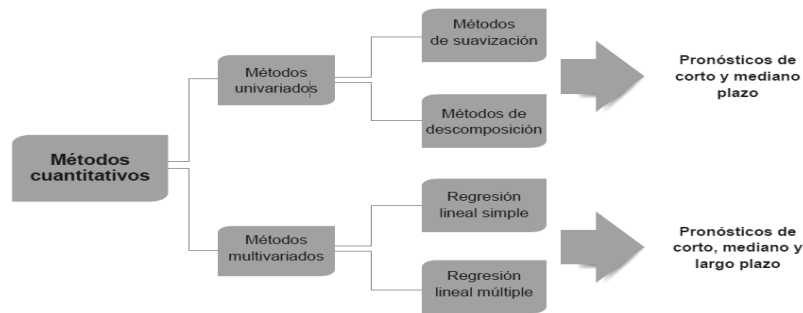 Métodos
de suavización
Métodos
univariados
Pronósticos de
corto y mediano
plazo
Métodos de
descomposición
Métodos
cuantitativos
Regresión
lineal simple
Métodos
multivariados
Pronósticos de
corto, mediano y
largo plazo
Regresión
lineal múltiple